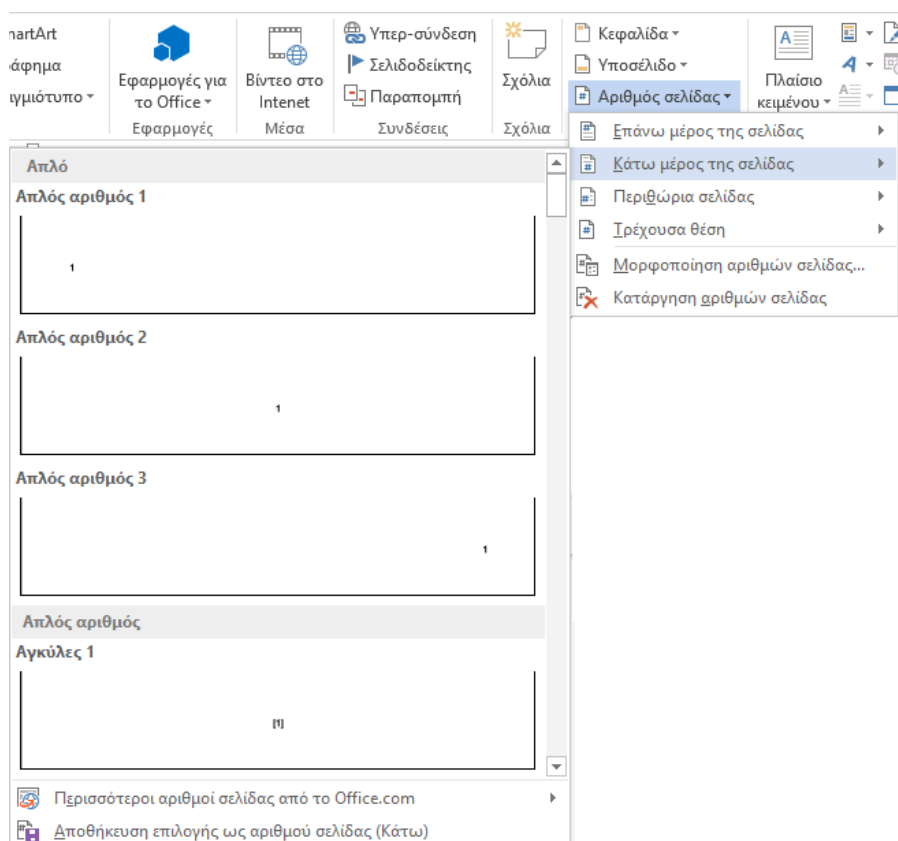 martArt
άφημα
ιγμιότυπο
Εφαρμογές για
το Office
Εφαρμογές
Βίντεο στο
Intenet
Μέσα
Υπερ-σύνδεση
Σελιδοδείκτης
Παραπομπή
Συνδέσεις
Σχόλια
Σχόλια
Κεφαλίδα
Υποσέλιδο
Αριθμός σελίδας
Πλαίσιο
κειμένου
Επάνω μέρος της σελίδας
Κάτω μέρος της σελίδας
Περιθώρια σελίδας
Τρέχουσα θέση
Μορφοποίηση αριθμών σελίδας...
Κατάργηση αριθμών σελίδας
Απλό
Απλός αριθμός 1
1
Απλός αριθμός 2
1
Απλός αριθμός 3
1
Απλός αριθμός
Αγκύλες 1
[1]
Περισσότεροι αριθμοί σελίδας από το Office.com
Αποθήκευση επιλογής ως αριθμού σελίδας (Κάτω)